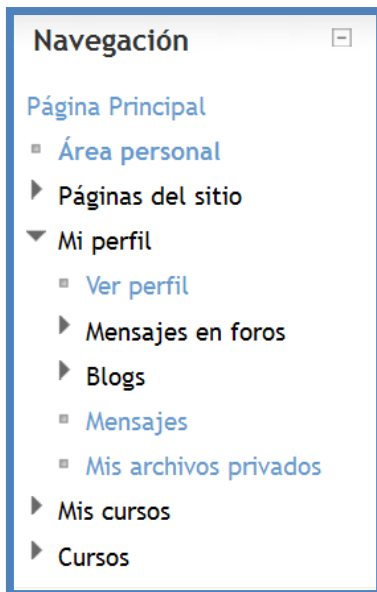 Navegación
Página Principal
Área personal
Páginas del sitio
Mi perfil
Ver perfil
Mensajes en foros
Blogs
Mensajes
Mis archivos privados
Mis cursos
Cursos